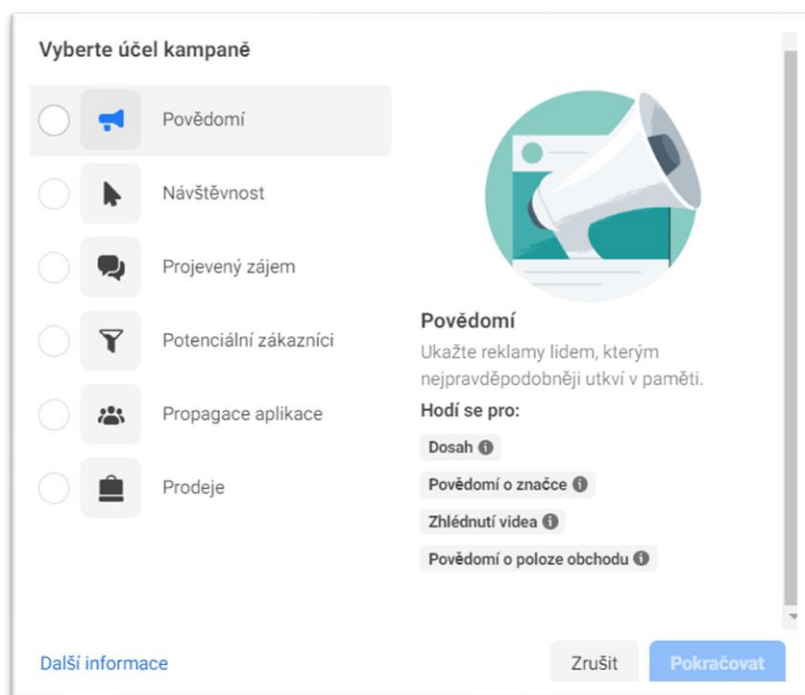 Vyberte účel kampaně
Povědomí
Návštěvnost
Projevený zájem
Potenciální zákazníci
Propagace aplikace
Prodeje
Povědomí
Ukažte reklamy lidem, kterým
nejpravděpodobněji utkví v paměti.
Hodí se pro:
Dosah
Povědomí o značce
Zhlédnutí videa
Povědomí o poloze obchodu
Další informace
Zrušit
Pokračovat